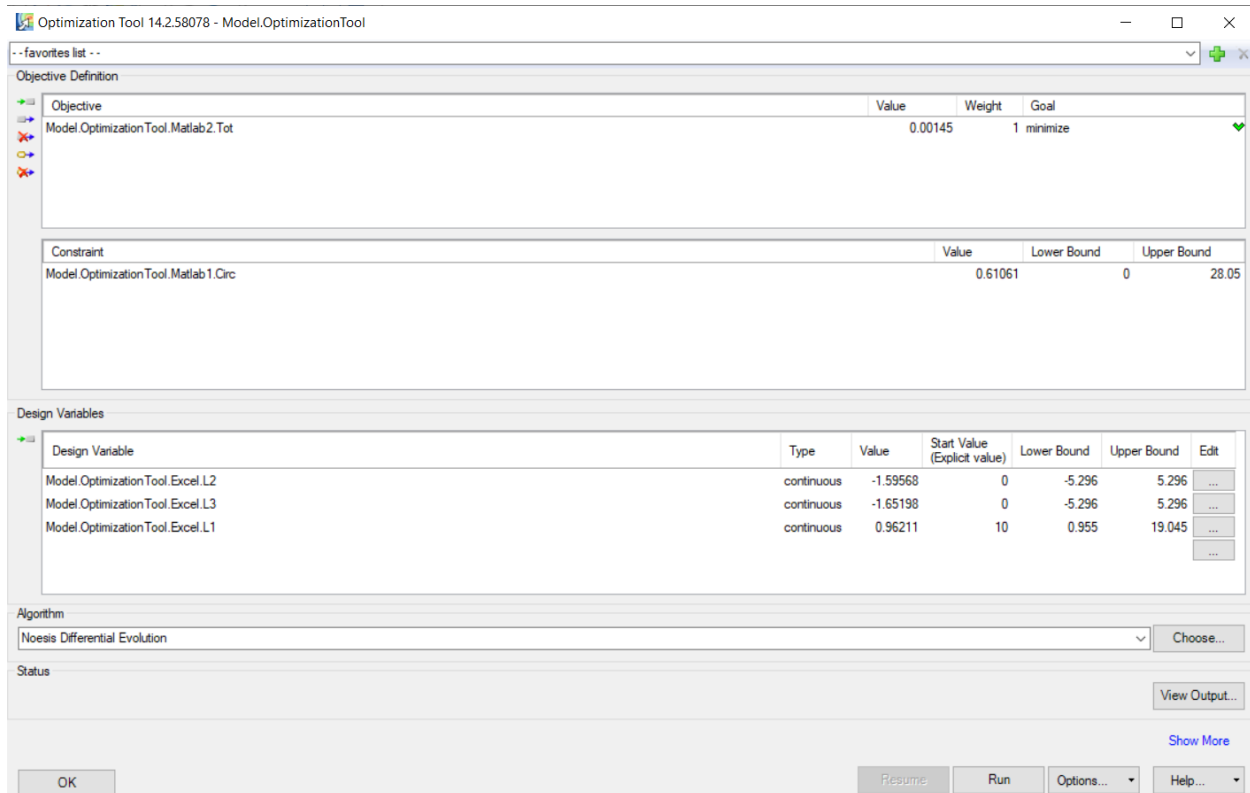 Optimization Tool 14.2.58078 - Model.OptimizationTool
- - favorites list - -
Objective Definition
Objective Value Weight Goal
Model.OptimizationTool.Matlab2.Tot 0.00145 1 minimize
Constraint Value Lower Bound Upper Bound
Model.OptimizationTool.Matlab1.Circ 0.61061 0 28.05
Design Variables
Design Variable Type Value Start Value (Explicit value) Lower Bound Upper Bound Edit
Model.OptimizationTool.Excel.L2 continuous -1.59568 0 -5.296 5.296 ...
Model.OptimizationTool.Excel.L3 continuous -1.65198 0 -5.296 5.296 ...
Model.OptimizationTool.Excel.L1 continuous 0.96211 10 0.955 19.045 ...
...
Algorithm
Noesis Differential Evolution Choose...
Status
View Output...
Show More
OK Resume Run Options... Help...